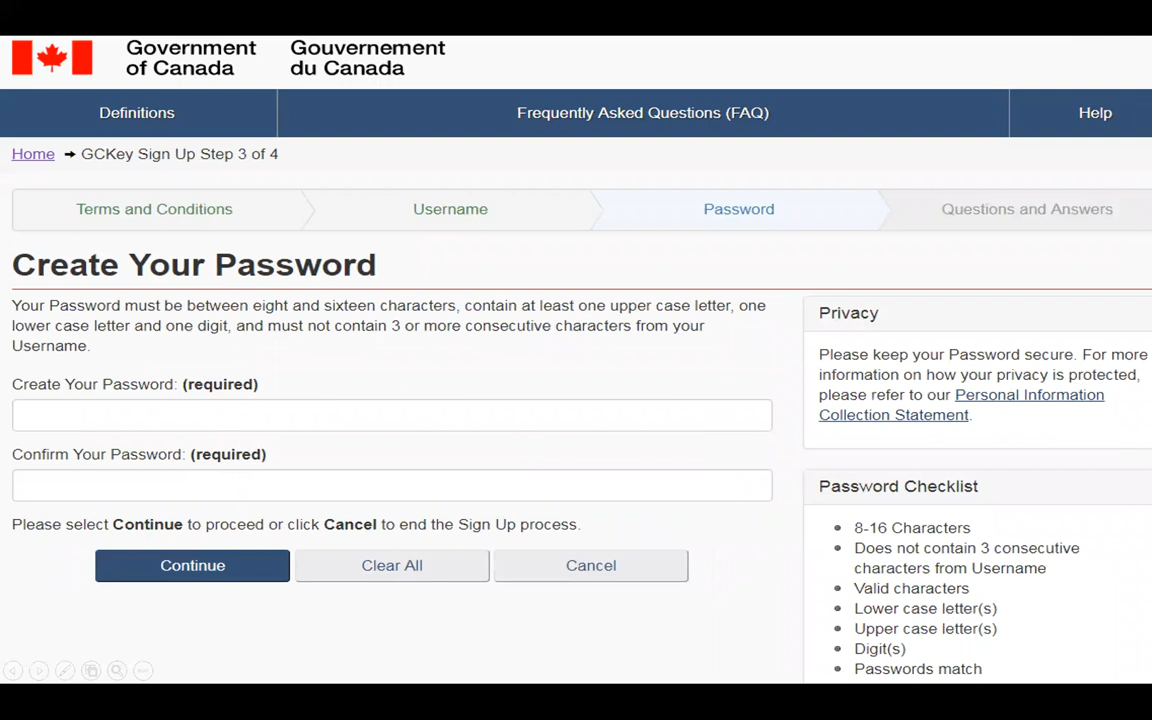 Government of Canada
Gouvernement du Canada
Definitions
Frequently Asked Questions (FAQ)
Help
Home ➔ GCKey Sign Up Step 3 of 4
Terms and Conditions
Username
Password
Questions and Answers
Create Your Password
Your Password must be between eight and sixteen characters, contain at least one upper case letter, one
lower case letter and one digit, and must not contain 3 or more consecutive characters from your
Username.
Create Your Password: (required)
Confirm Your Password: (required)
Please select Continue to proceed or click Cancel to end the Sign Up process.
Continue
Clear All
Cancel
Privacy
Please keep your Password secure. For more
information on how your privacy is protected,
please refer to our Personal Information
Collection Statement.
Password Checklist
8-16 Characters
Does not contain 3 consecutive
characters from Username
Valid characters
Lower case letter(s)
Upper case letter(s)
Digit(s)
Passwords match